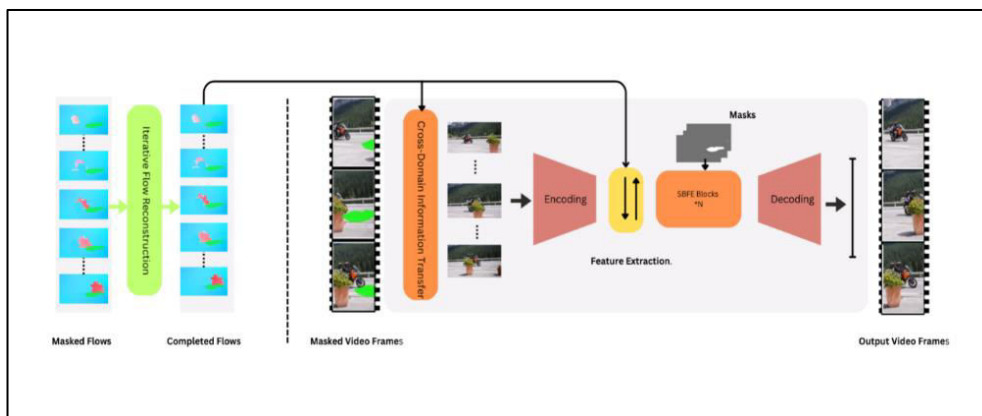 Iterative Flow Reconstruction
Masked Flows
Completed Flows
Masked Video Frames
Cross-Domain Information Transfer
Encoding
Feature Extraction.
Masks
SBFE Blocks
*N
Decoding
Output Video Frames